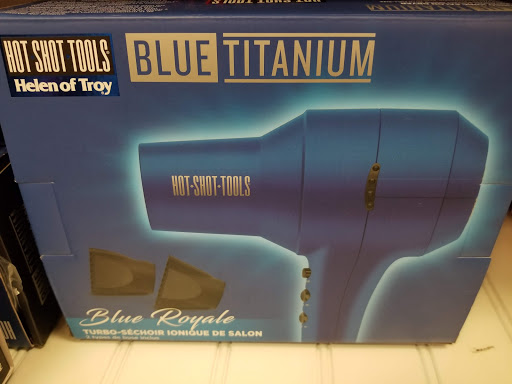 HOT SHOT TOOLS
Helen of Troy
BLUE TITANIUM
HOT·SHOT·TOOLS
Blue Royale
TURBO-SÉCHOIR IONIQUE DE SALON